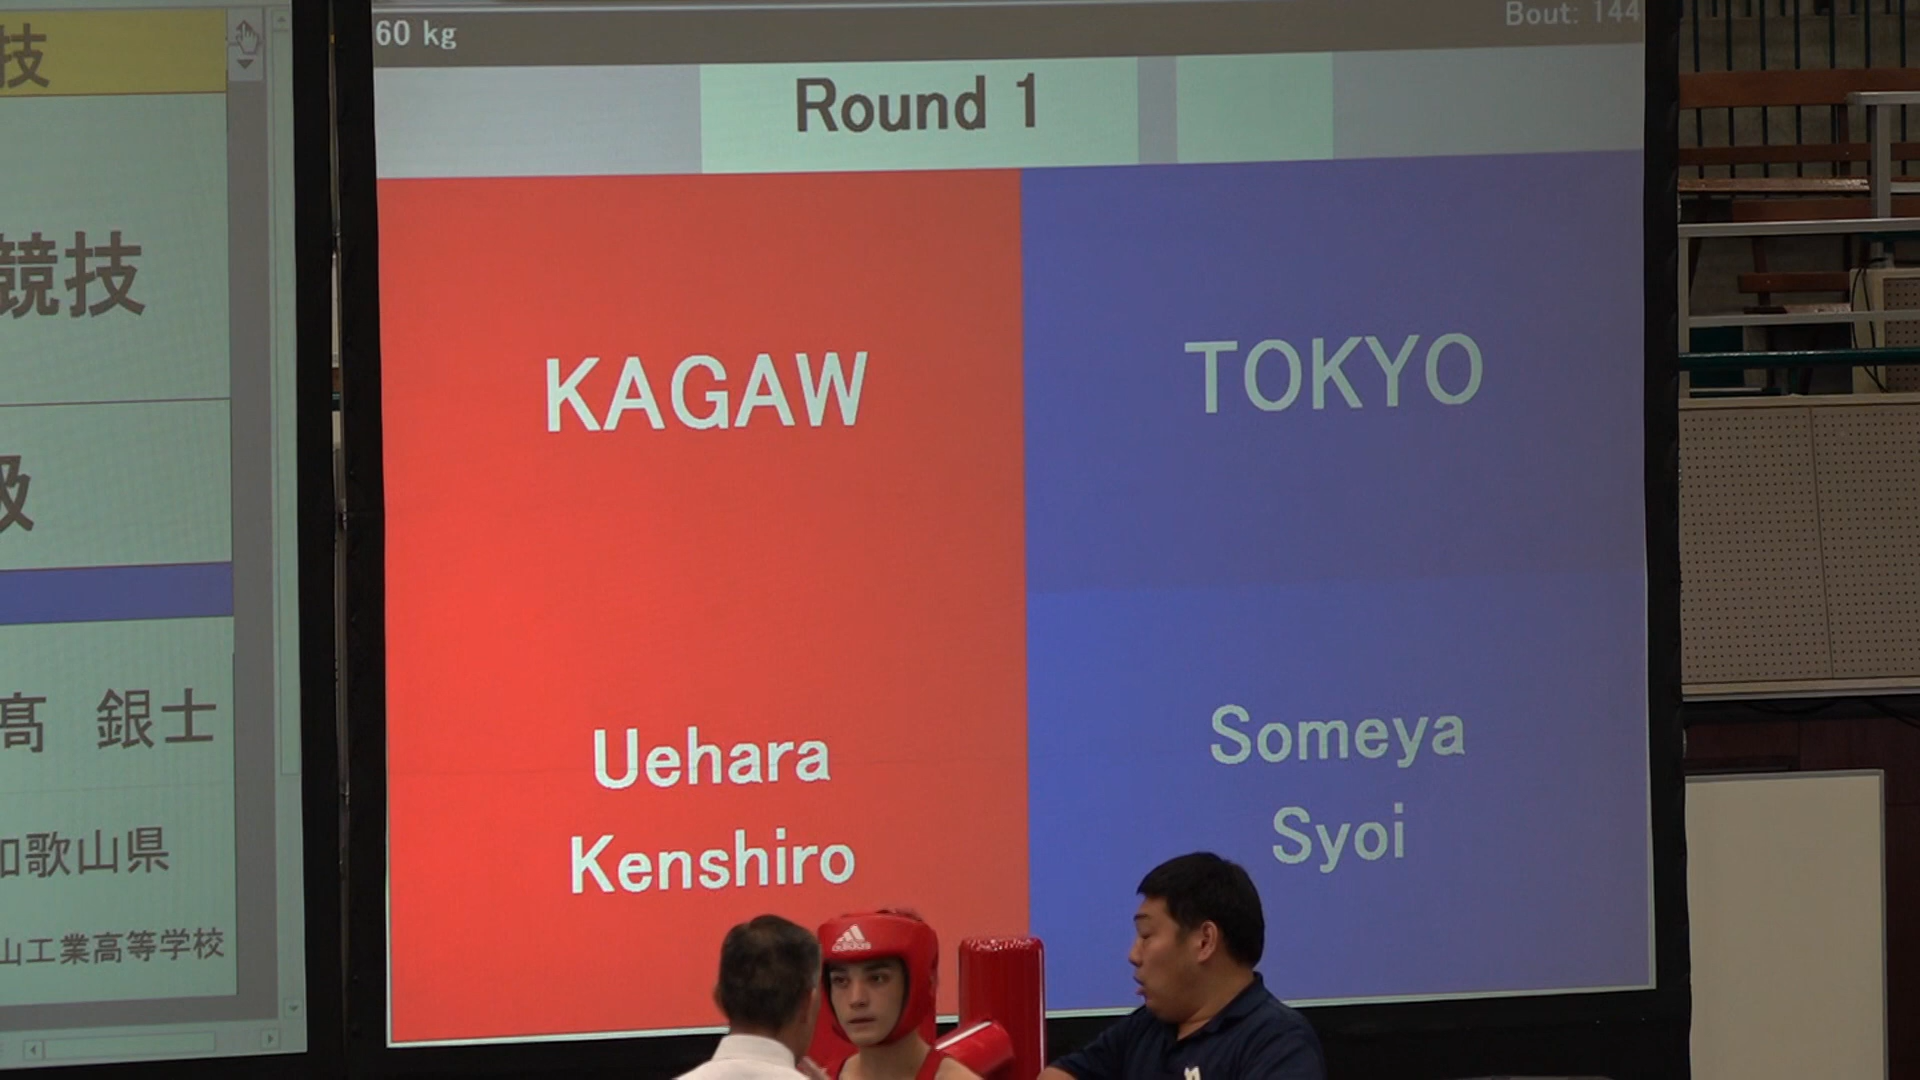 技
競技
級
髙 銀士
和歌山県
山工業高等学校
60 kg
Bout: 144
Round 1
KAGAW
TOKYO
Uehara
Kenshiro
Someya
Syoi
adidas